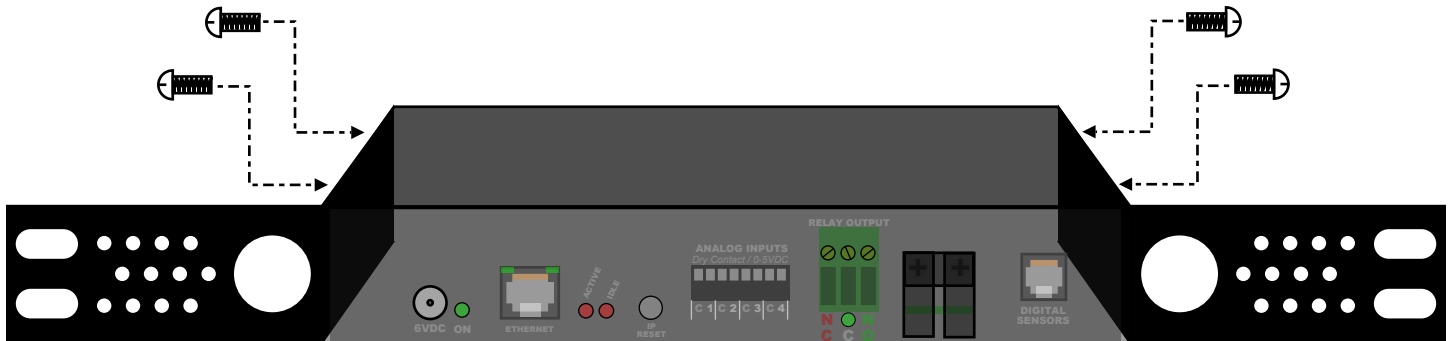 RELAY OUTPUT
ANALOG INPUTS
Dry Contact / 0-5VDC
ACTIVE
IDLE
C 1 C 2 C 3 C 4
6VDC ON
ETHERNET
IP
RESET
N
C
C
N
O
DIGITAL
SENSORS